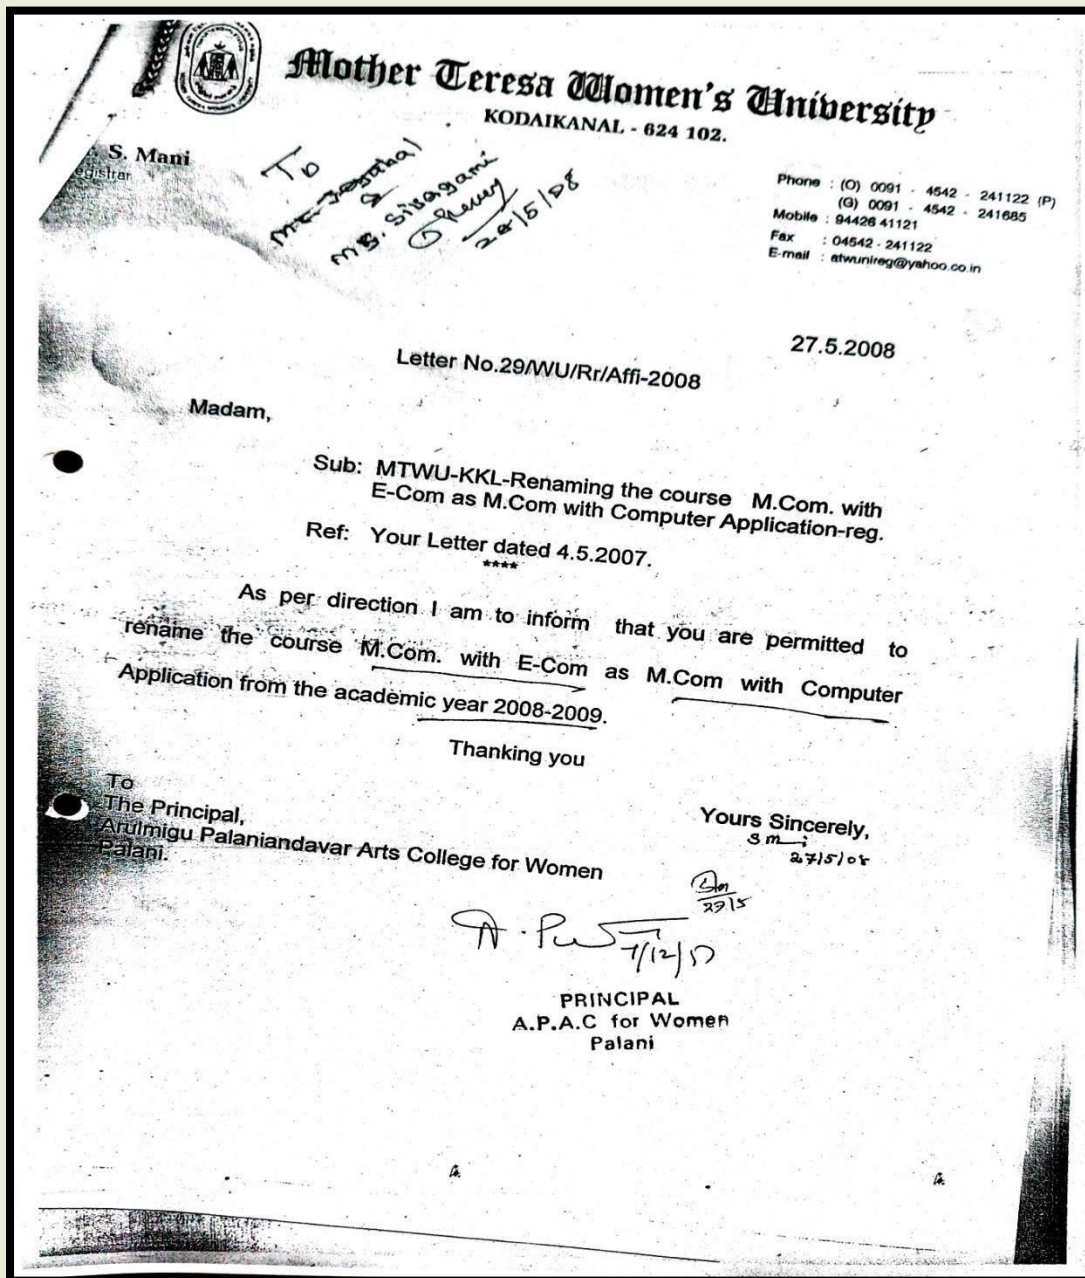 Mother Teresa Women's University
KODAIKANAL - 624 102.
S. Mani
egistrar
To
&
Sivagami
28/5/08
Phone : (O) 0091 - 4542 - 241122 (P)
(G) 0091 - 4542 - 241685
Mobile : 94426 41121
Fax : 04542 - 241122
E-mail : atwunireg@yahoo.co.in
27.5.2008
Letter No.29/WU/Rr/Affi-2008
Madam,
Sub: MTWU-KKL-Renaming the course M.Com. with
E-Com as M.Com with Computer Application-reg.
Ref: Your Letter dated 4.5.2007.
****
As per direction I am to inform that you are permitted to
rename the course M.Com. with E-Com as M.Com with Computer
Application from the academic year 2008-2009.
Thanking you
To
The Principal,
Arulmigu Palaniandavar Arts College for Women
Palani.
Yours Sincerely,
27/5/08
27/5
PRINCIPAL
A.P.A.C for Women
Palani